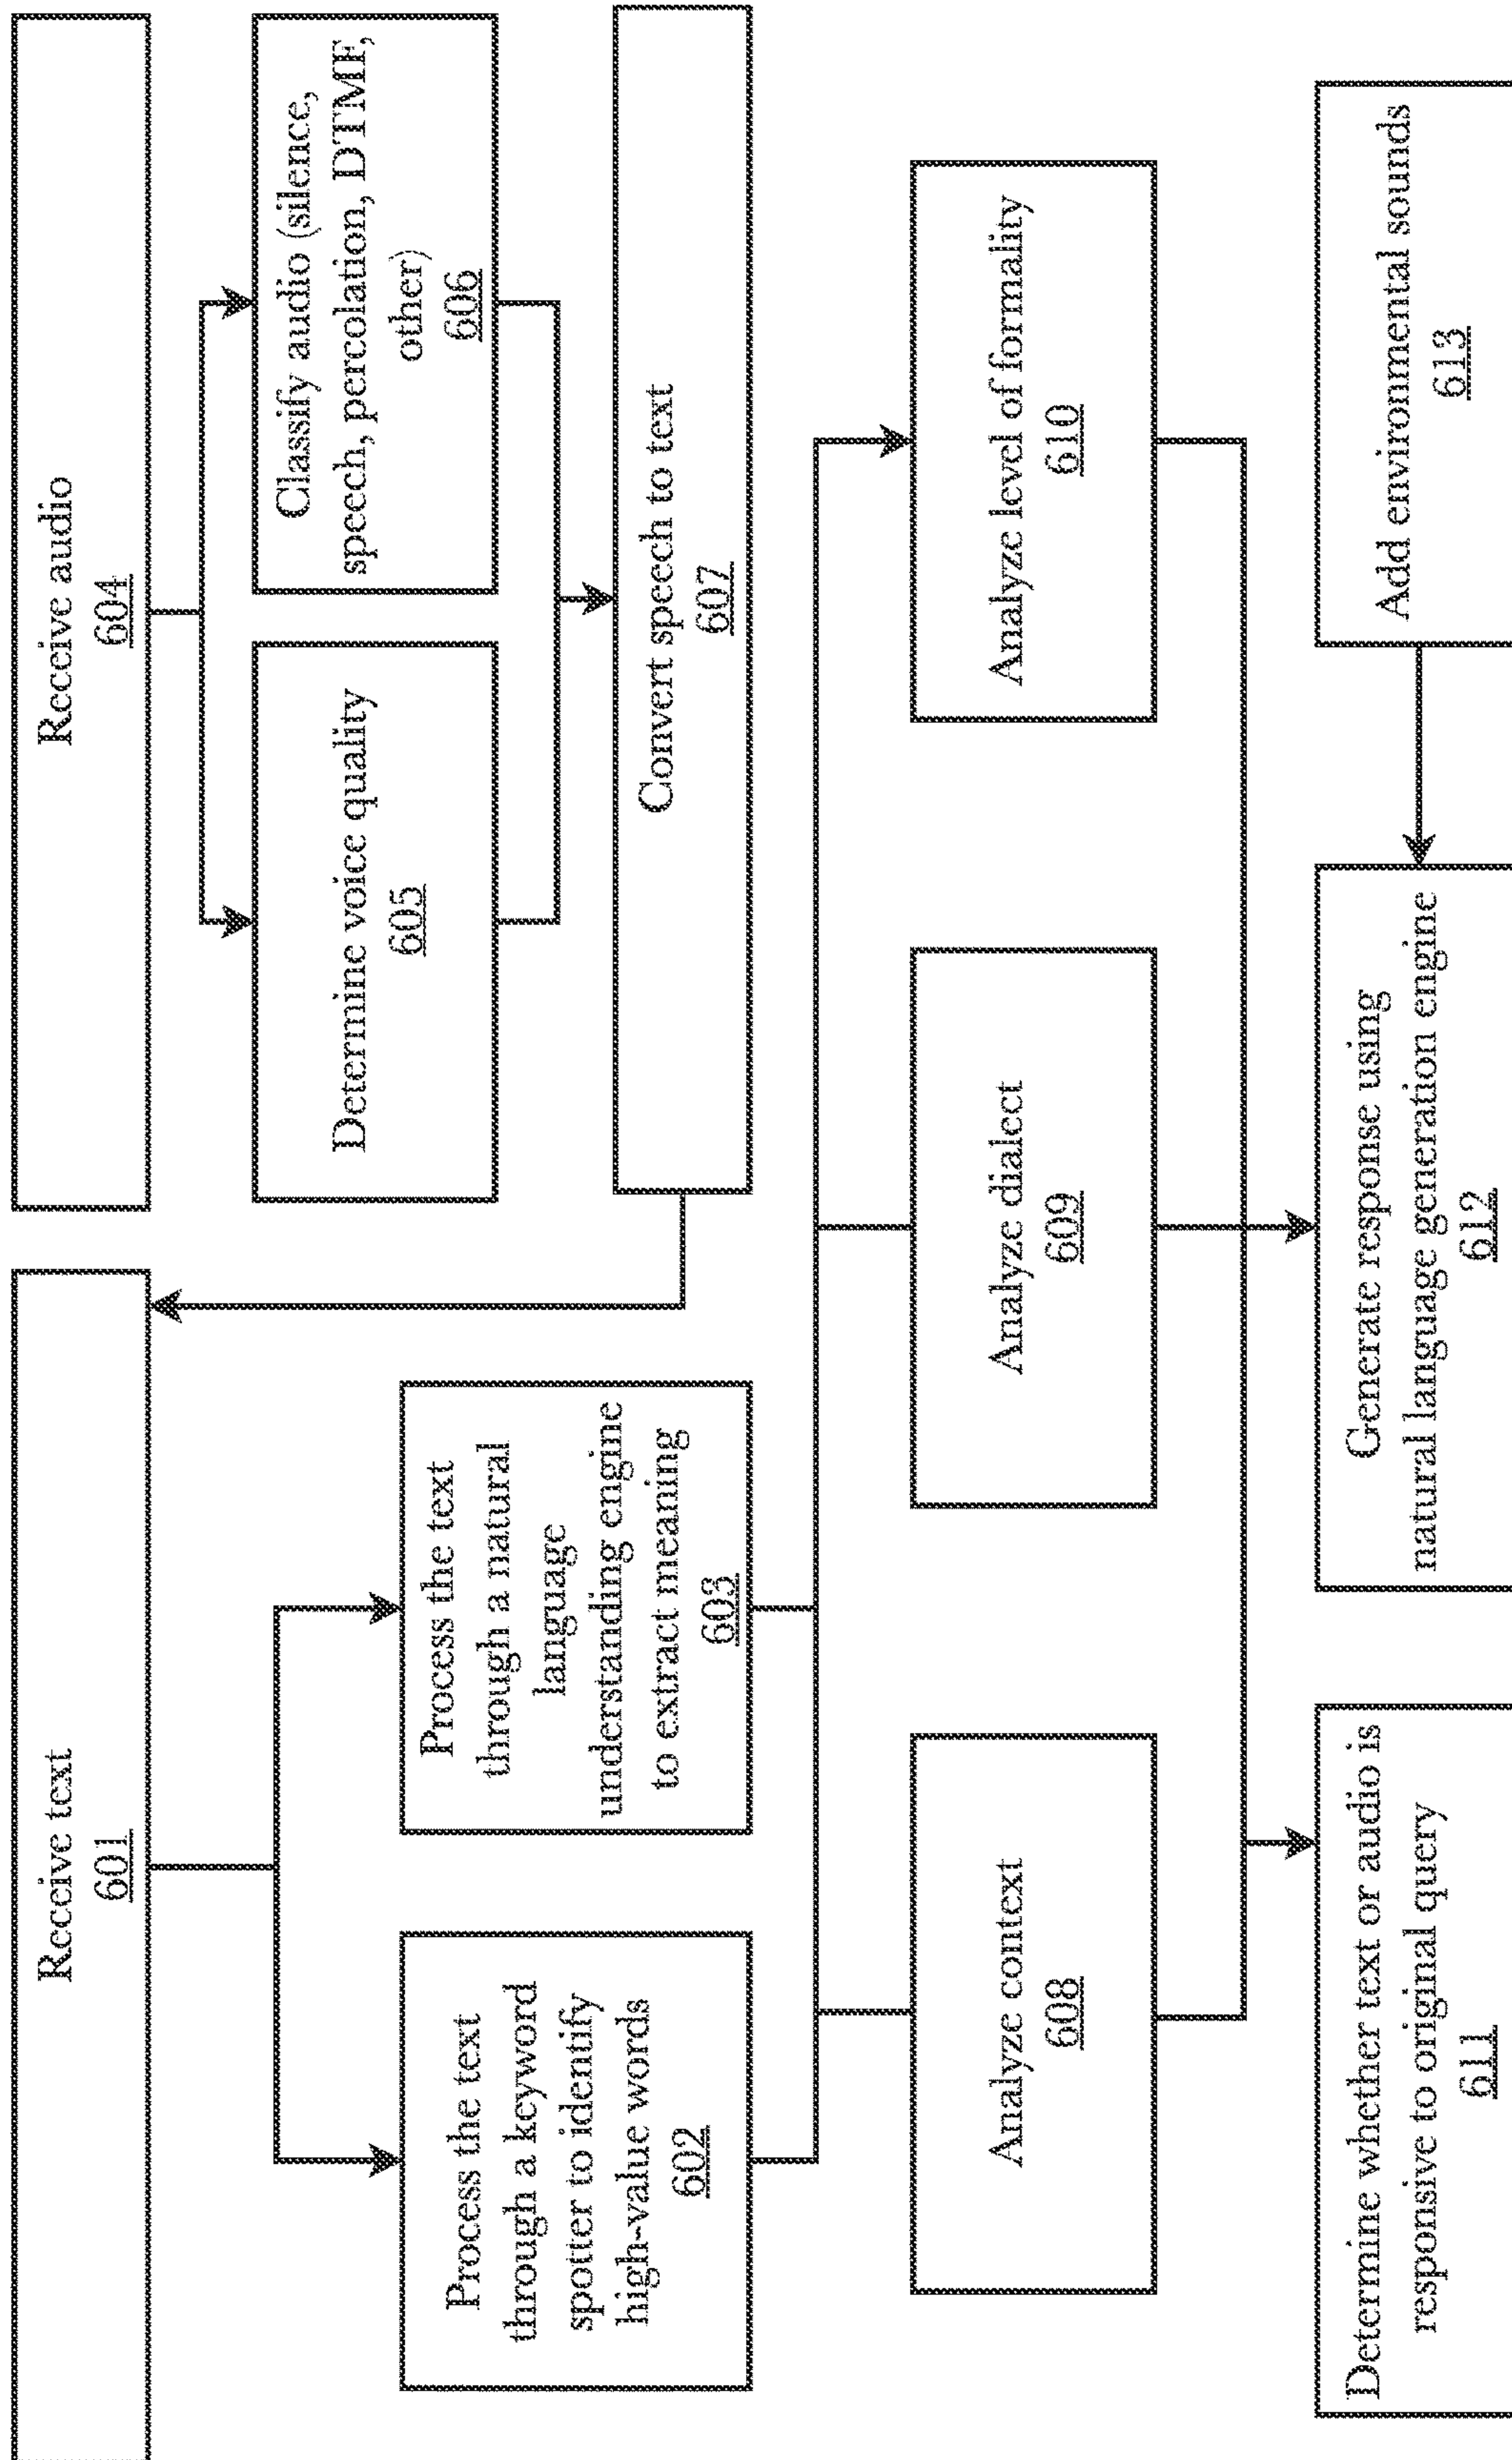 Receive text
601
Receive audio
604
Process the text
through a keyword
spotter to identify
high-value words
602
Process the text
through a natural
language
understanding engine
to extract meaning
603
Determine voice quality
605
Classify audio (silence,
speech, percolation, DTMF,
other)
606
Convert speech to text
607
Analyze context
608
Analyze dialect
609
Analyze level of formality
610
Determine whether text or audio is
responsive to original query
611
Generate response using
natural language generation engine
612
Add environmental sounds
613